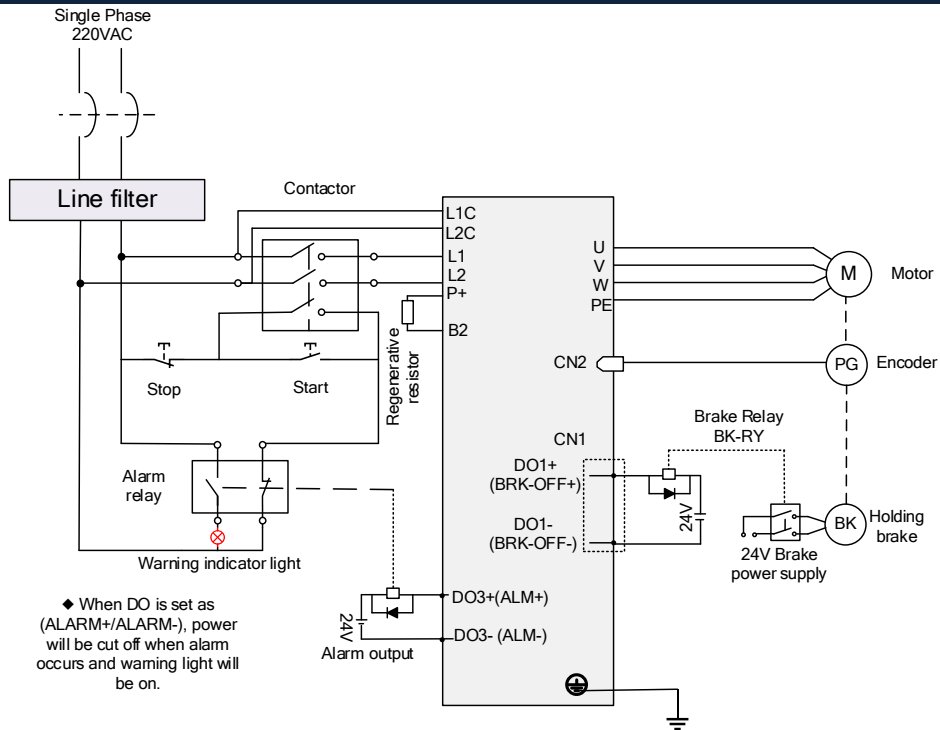 Single Phase
220VAC
Line filter
Contactor
L1C
L2C
L1
L2
P+
B2
Regenerative
resistor
Stop
Start
Alarm
relay
Warning indicator light
◆ When DO is set as
(ALARM+/ALARM-), power
will be cut off when alarm
occurs and warning light will
be on.
24V
Alarm output
DO3+(ALM+)
DO3- (ALM-)
U
V
W
PE
M
Motor
CN2
PG
Encoder
CN1
DO1+
(BRK-OFF+)
DO1-
(BRK-OFF-)
24V
Brake Relay
BK-RY
BK
Holding
brake
24V Brake
power supply